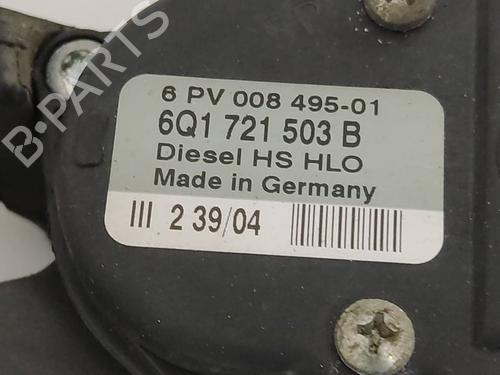 B-PARTS
6 PV 008 495-01
6Q1 721 503 B
Diesel HS HLO
Made in Germany
III 2 39/04